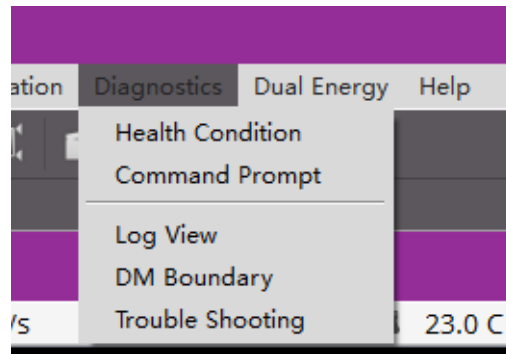 ation Diagnostics Dual Energy Help
Health Condition
Command Prompt
Log View
DM Boundary
/s
Trouble Shooting
23.0 C